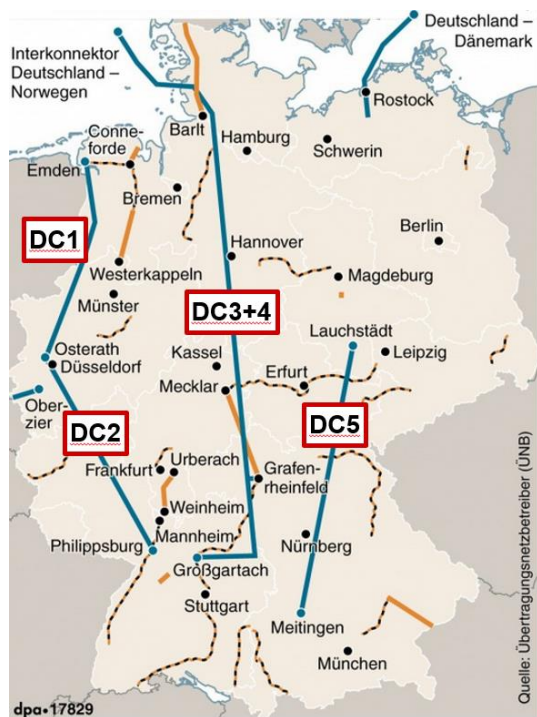 Interkonnektor
Deutschland –
Norwegen
Deutschland –
Dänemark
Rostock
Barlt
Hamburg
Schwerin
Conne-
forde
Emden
Bremen
DC1
Berlin
Hannover
Westerkappeln
Magdeburg
Münster
DC3+4
Lauchstädt
Osterath
Düsseldorf
Kassel
Leipzig
Mecklar
Erfurt
Ober-
zier
DC2
DC5
Urberach
Frankfurt
Grafen-
rheinfeld
Weinheim
Mannheim
Nürnberg
Philippsburg
Großgartach
Stuttgart
Meitingen
München
dpa•17829
Quelle: Übertragungsnetzbetreiber (ÜNB)